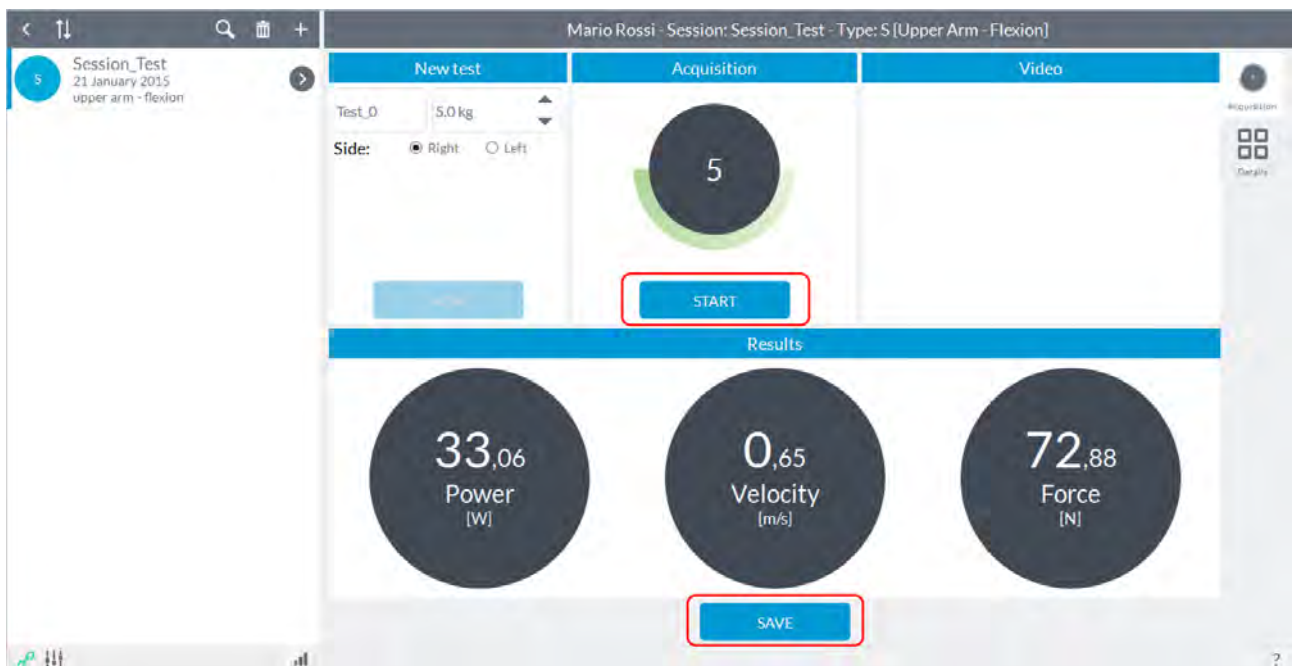 Mario Rossi - Session: Session_Test - Type: S [Upper Arm - Flexion]
S
Session_Test
21 January 2015
upper arm - flexion
New test
Acquisition
Video
Test_0
5.0 kg
Side:
Right
Left
5
START
Acquisition
Details
Results
33,06
Power
[W]
0,65
Velocity
[m/s]
72,88
Force
[N]
SAVE
?